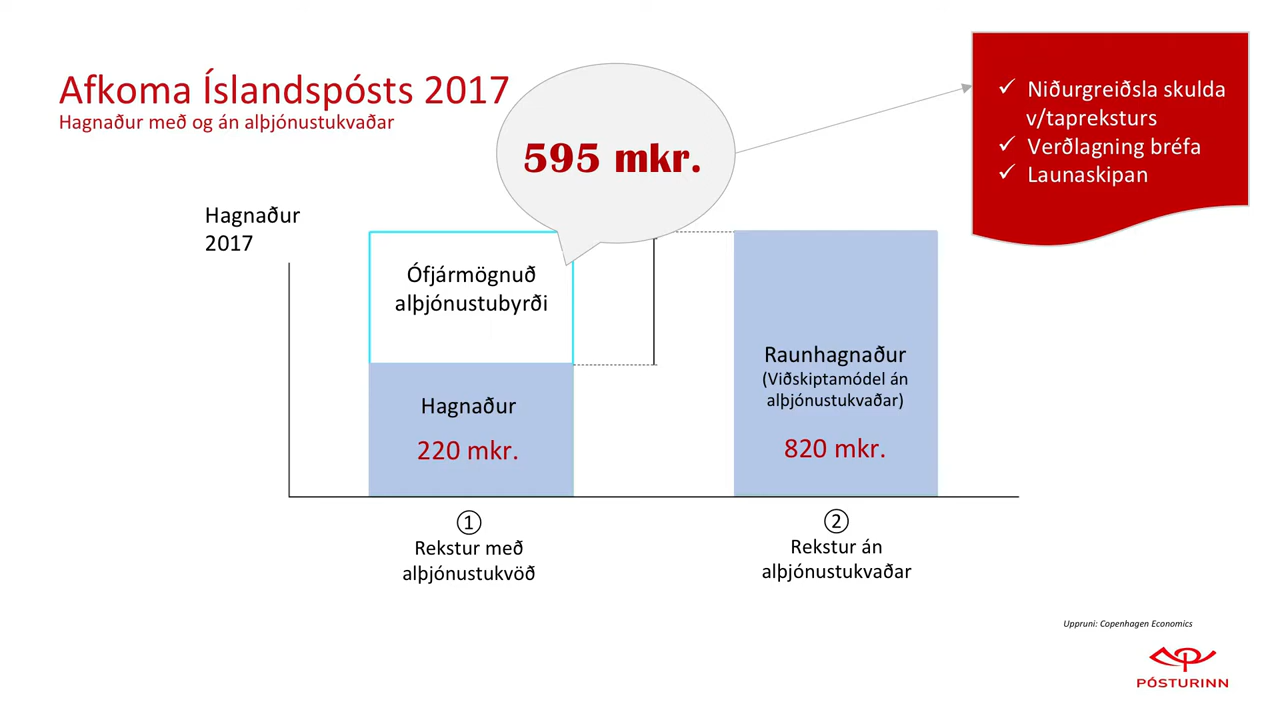 Afkoma Íslandspósts 2017
Hagnaður með og án alþjónustukvaðar
595 mkr.
✓ Niðurgreiðsla skulda
v/tapreksturs
✓ Verðlagning bréfa
✓ Launaskipan
Hagnaður
2017
Ófjármögnuð
alþjónustubyrði
Hagnaður
220 mkr.
Raunhagnaður
(Viðskiptamódel án
alþjónustukvaðar)
820 mkr.
①
Rekstur með
alþjónustukvöð
②
Rekstur án
alþjónustukvaðar
Uppruni: Copenhagen Economics
PÓSTURINN